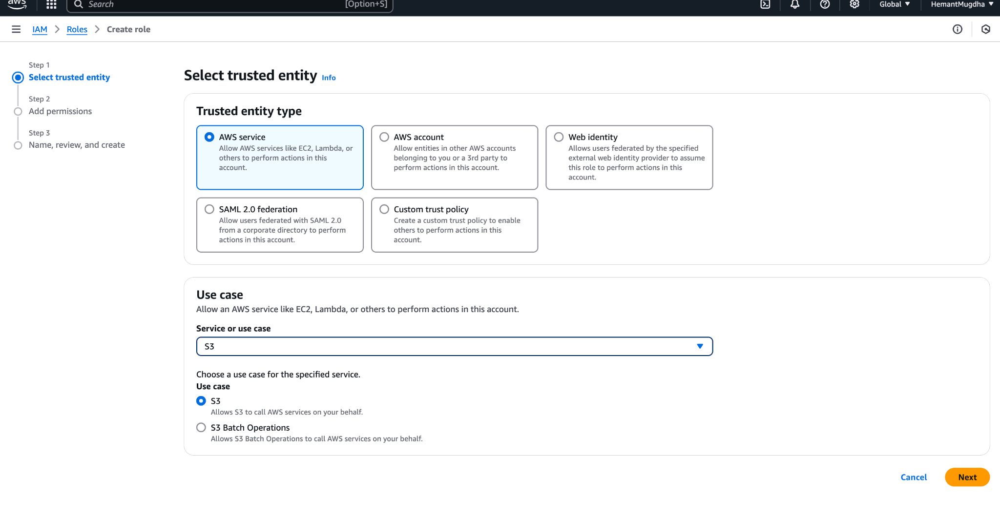 aws
Search [Option+S]
Global
HemantMugdha
IAM
Roles
Create role
Step 1
Select trusted entity
Step 2
Add permissions
Step 3
Name, review, and create
Select trusted entity Info
Trusted entity type
AWS service
Allow AWS services like EC2, Lambda, or
others to perform actions in this
account.
AWS account
Allow entities in other AWS accounts
belonging to you or a 3rd party to
perform actions in this account.
Web identity
Allows users federated by the specified
external web identity provider to assume
this role to perform actions in this
account.
SAML 2.0 federation
Allow users federated with SAML 2.0
from a corporate directory to perform
actions in this account.
Custom trust policy
Create a custom trust policy to enable
others to perform actions in this
account.
Use case
Allow an AWS service like EC2, Lambda, or others to perform actions in this account.
Service or use case
S3
Choose a use case for the specified service.
Use case
S3
Allows S3 to call AWS services on your behalf.
S3 Batch Operations
Allows S3 Batch Operations to call AWS services on your behalf.
Cancel
Next